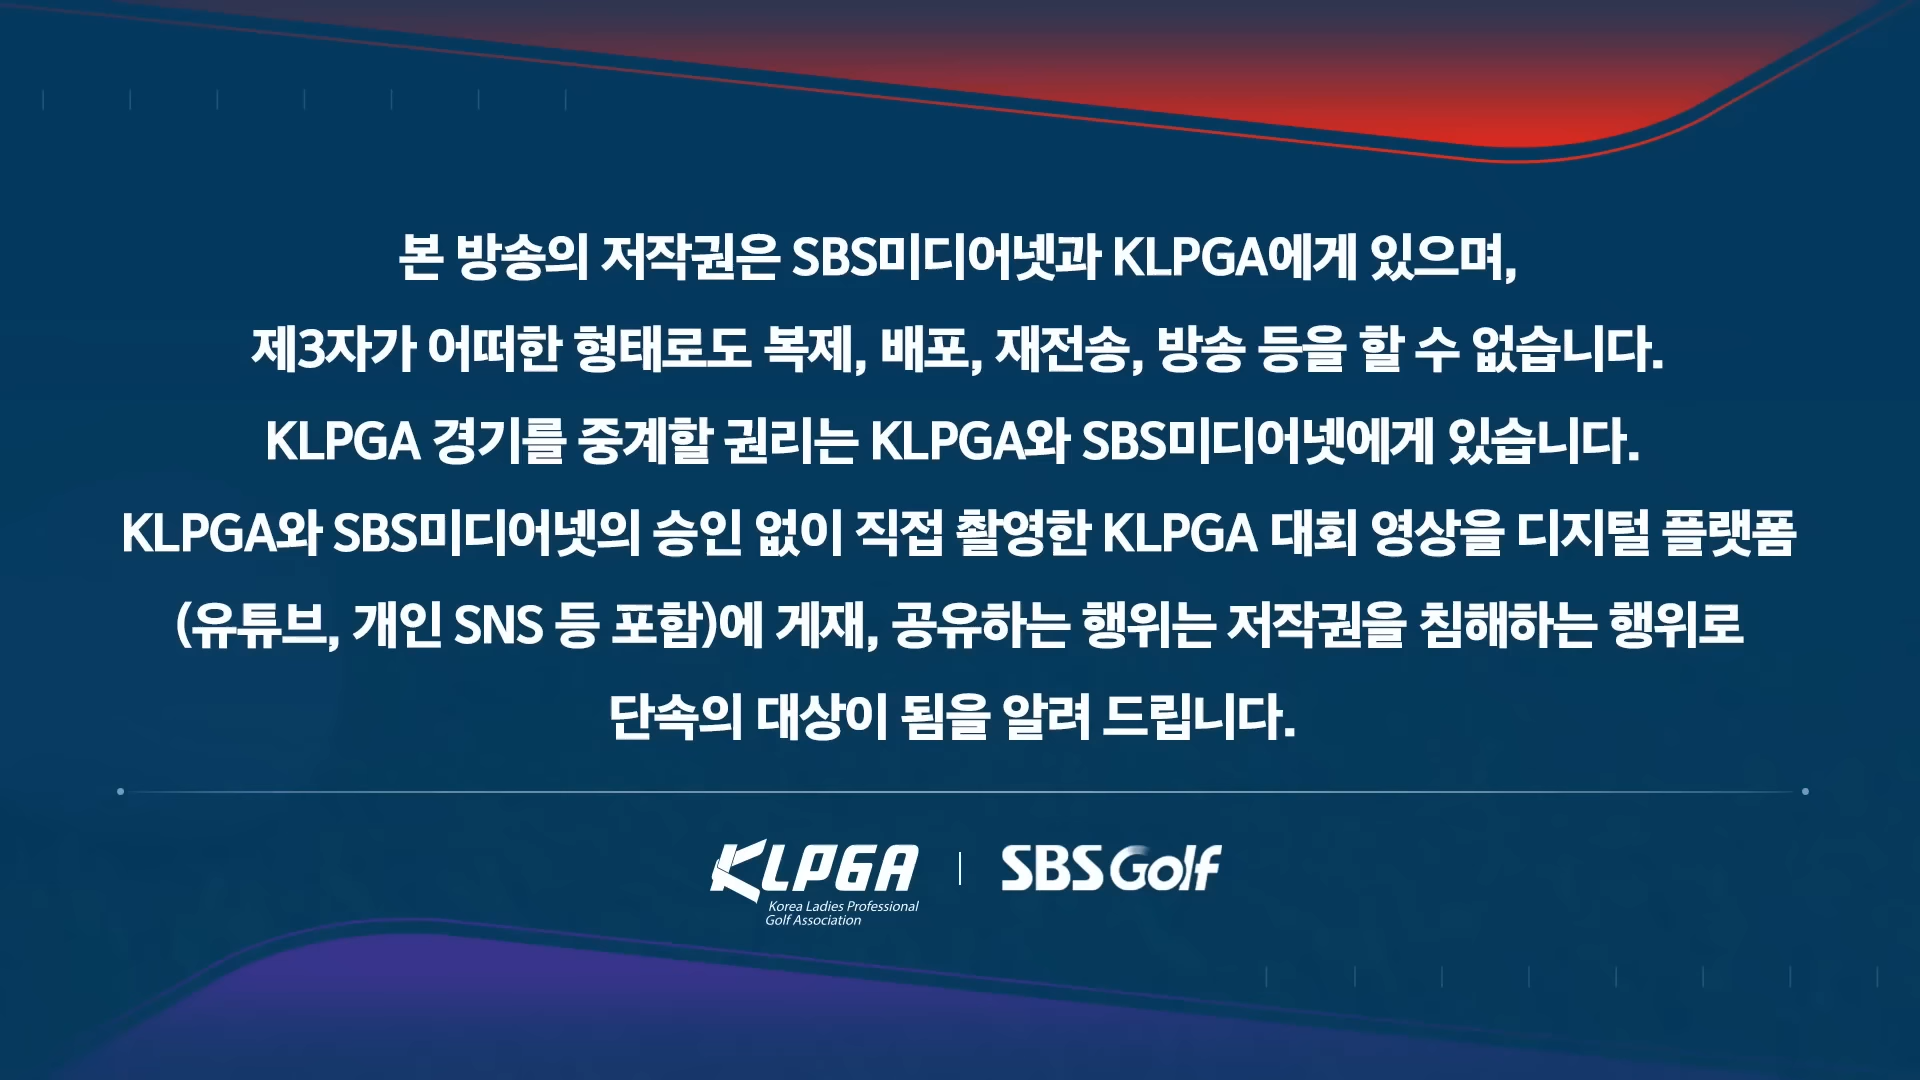 본 방송의 저작권은 SBS미디어넷과 KLPGA에게 있으며,
제3자가 어떠한 형태로도 복제, 배포, 재전송, 방송 등을 할 수 없습니다.
KLPGA 경기를 중계할 권리는 KLPGA와 SBS미디어넷에게 있습니다.
KLPGA와 SBS미디어넷의 승인 없이 직접 촬영한 KLPGA 대회 영상을 디지털 플랫폼
(유튜브, 개인 SNS 등 포함)에 게재, 공유하는 행위는 저작권을 침해하는 행위로
단속의 대상이 됨을 알려 드립니다.
KLPGA
Korea Ladies Professional
Golf Association
SBS Golf